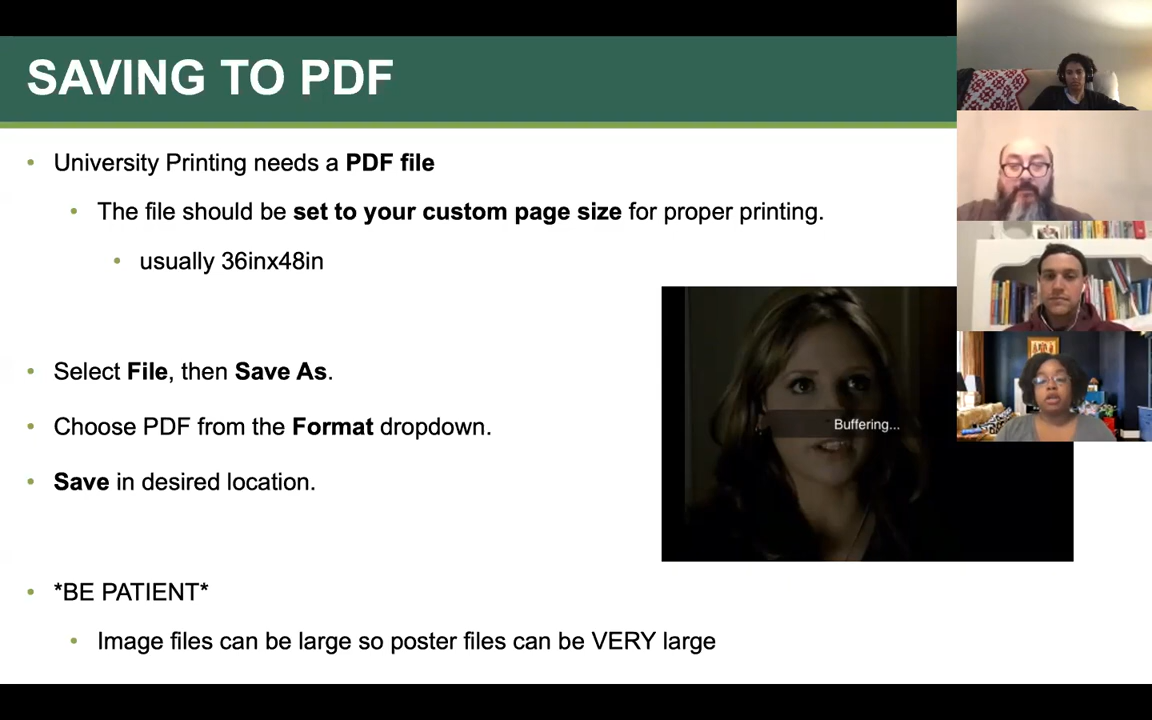 SAVING TO PDF
University Printing needs a PDF file
The file should be set to your custom page size for proper printing.
usually 36inx48in
Select File, then Save As.
Choose PDF from the Format dropdown.
Buffering...
Save in desired location.
*BE PATIENT*
Image files can be large so poster files can be VERY large